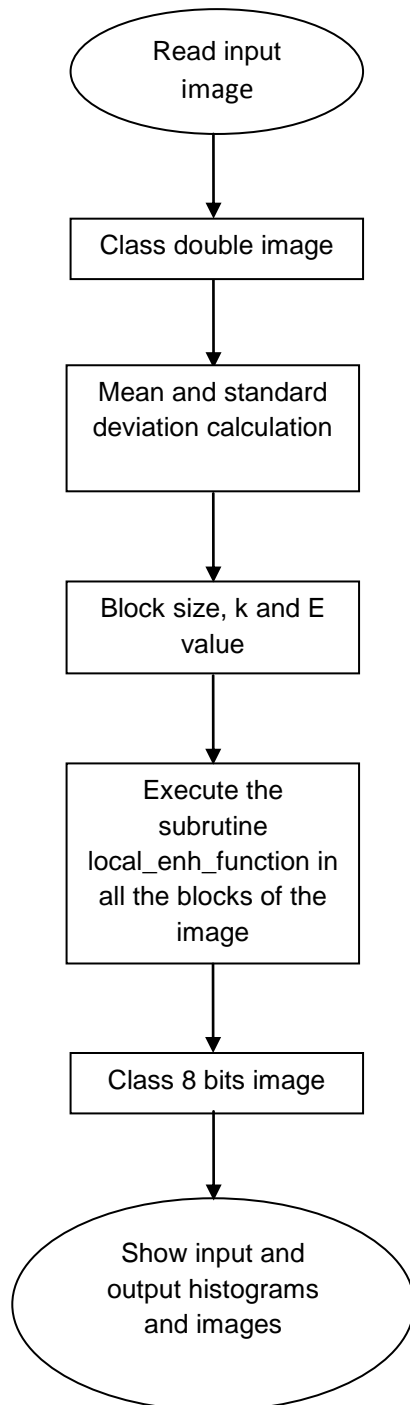 Read input
image
Class double image
Mean and standard
deviation calculation
Block size, k and E
value
Execute the
subrutine
local_enh_function in
all the blocks of the
image
Class 8 bits image
Show input and
output histograms
and images